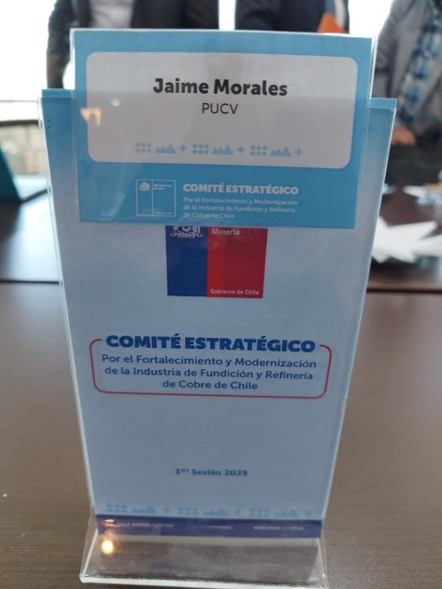 Jaime Morales
PUCV
COMITÉ ESTRATÉGICO
Por el Fortalecimiento y Modernización
de la Industria de Fundición y Refinería
de Cobre de Chile
Minería
Gobierno de Chile
COMITÉ ESTRATÉGICO
Por el Fortalecimiento y Modernización
de la Industria de Fundición y Refinería
de Cobre de Chile
1ra Sesión 2025